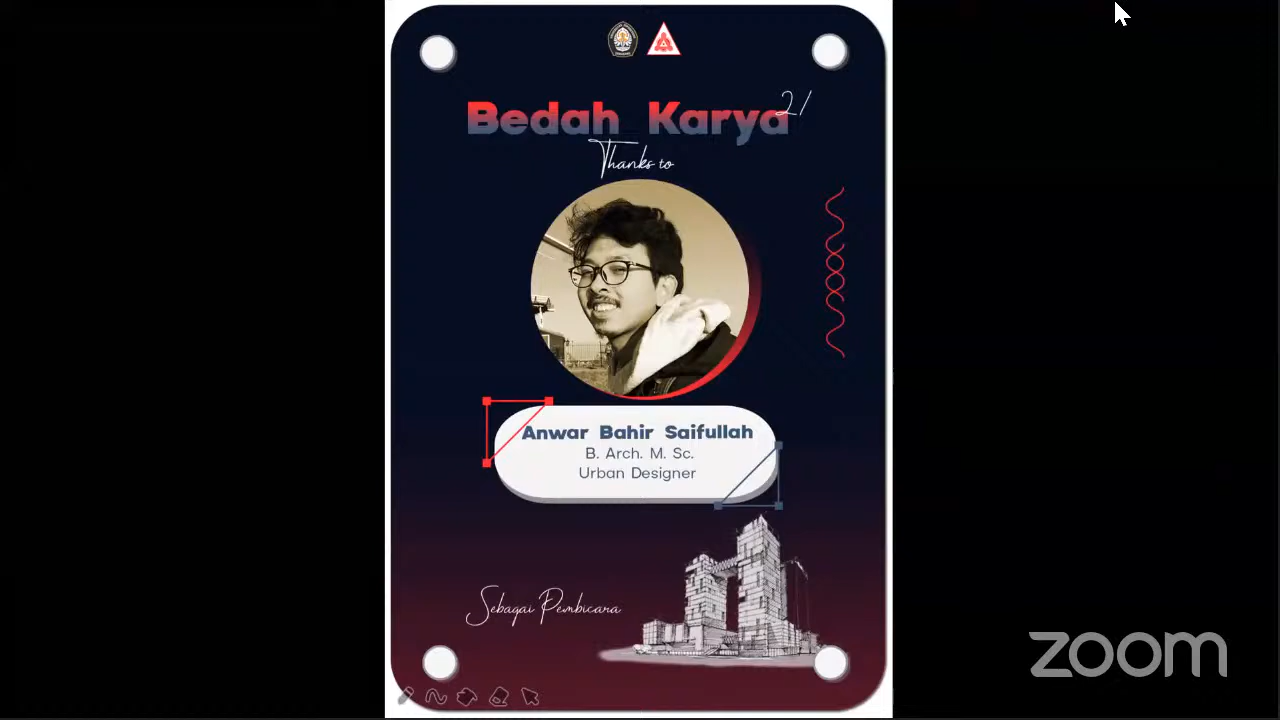 Bedah Karya
21
Thanks to
Anwar Bahir Saifullah
B. Arch. M. Sc.
Urban Designer
Sebagai Pembicara
zoom